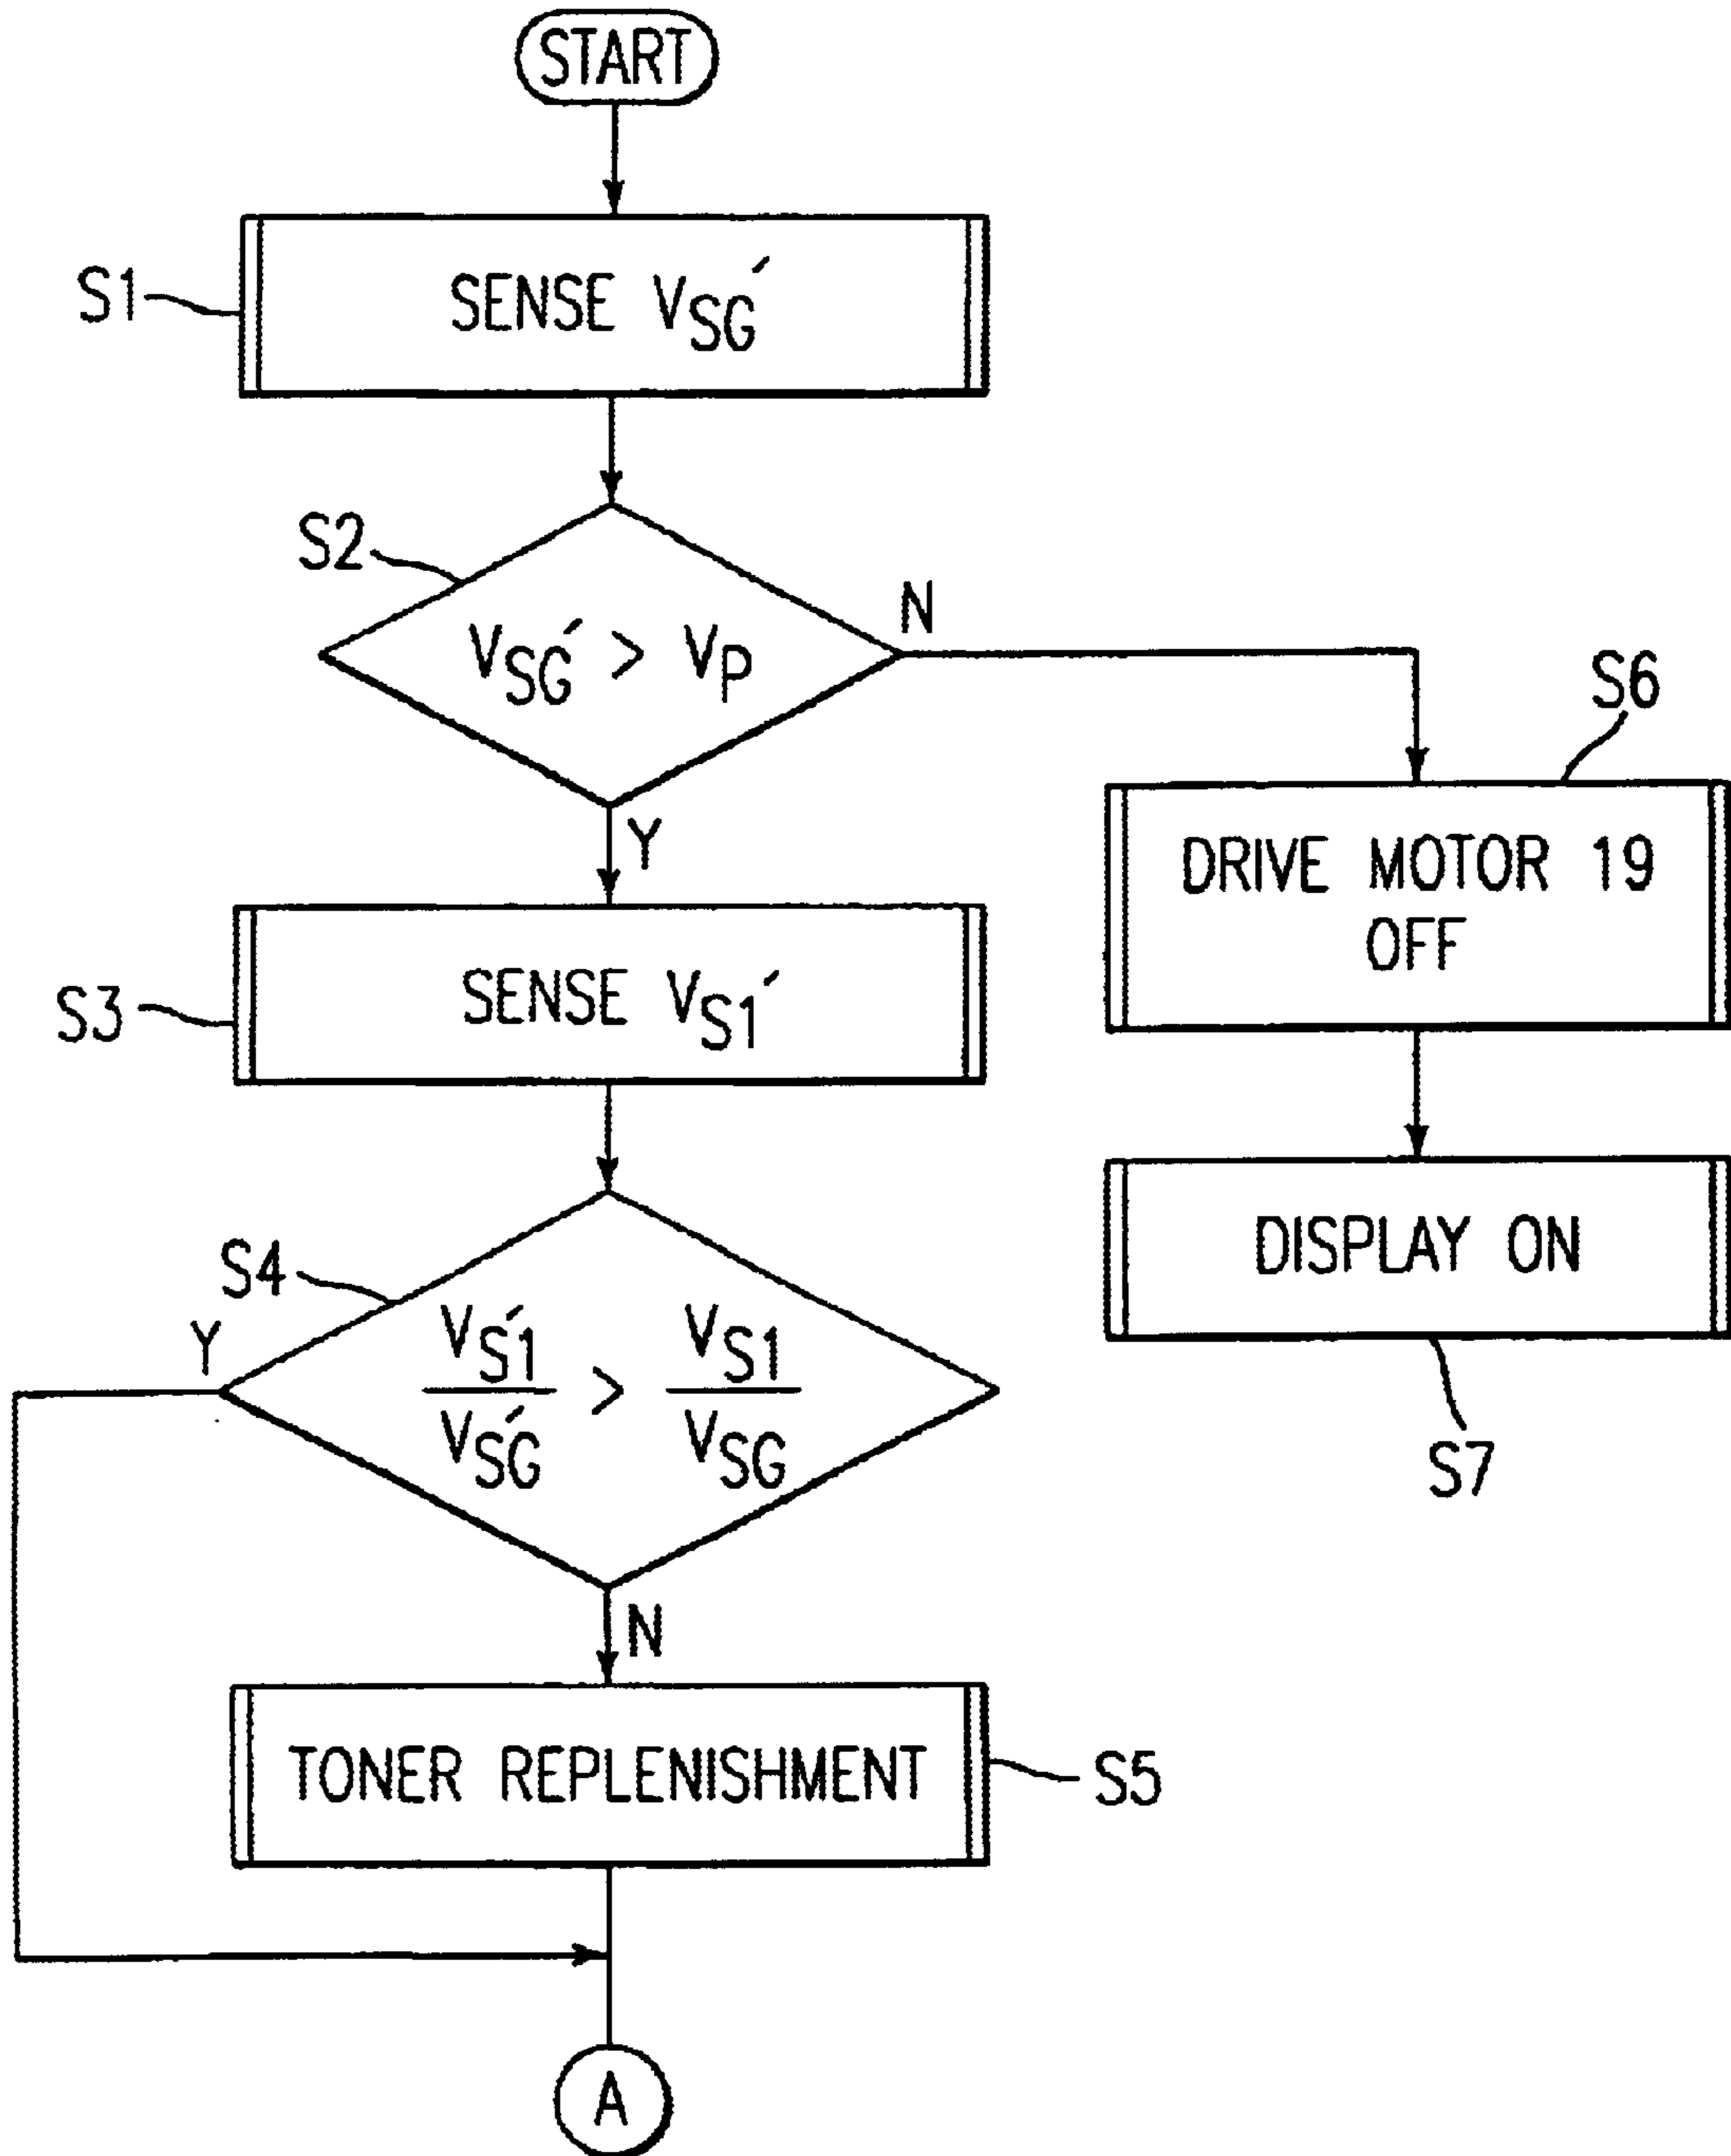 START
S1
SENSE V_SG′
S2
V_SG′ > V_P
N
Y
S6
DRIVE MOTOR 19
OFF
S3
SENSE V_S1′
DISPLAY ON
S7
S4
Y
V_S1′ / V_SG′ > V_S1 / V_SG
N
TONER REPLENISHMENT
S5
A